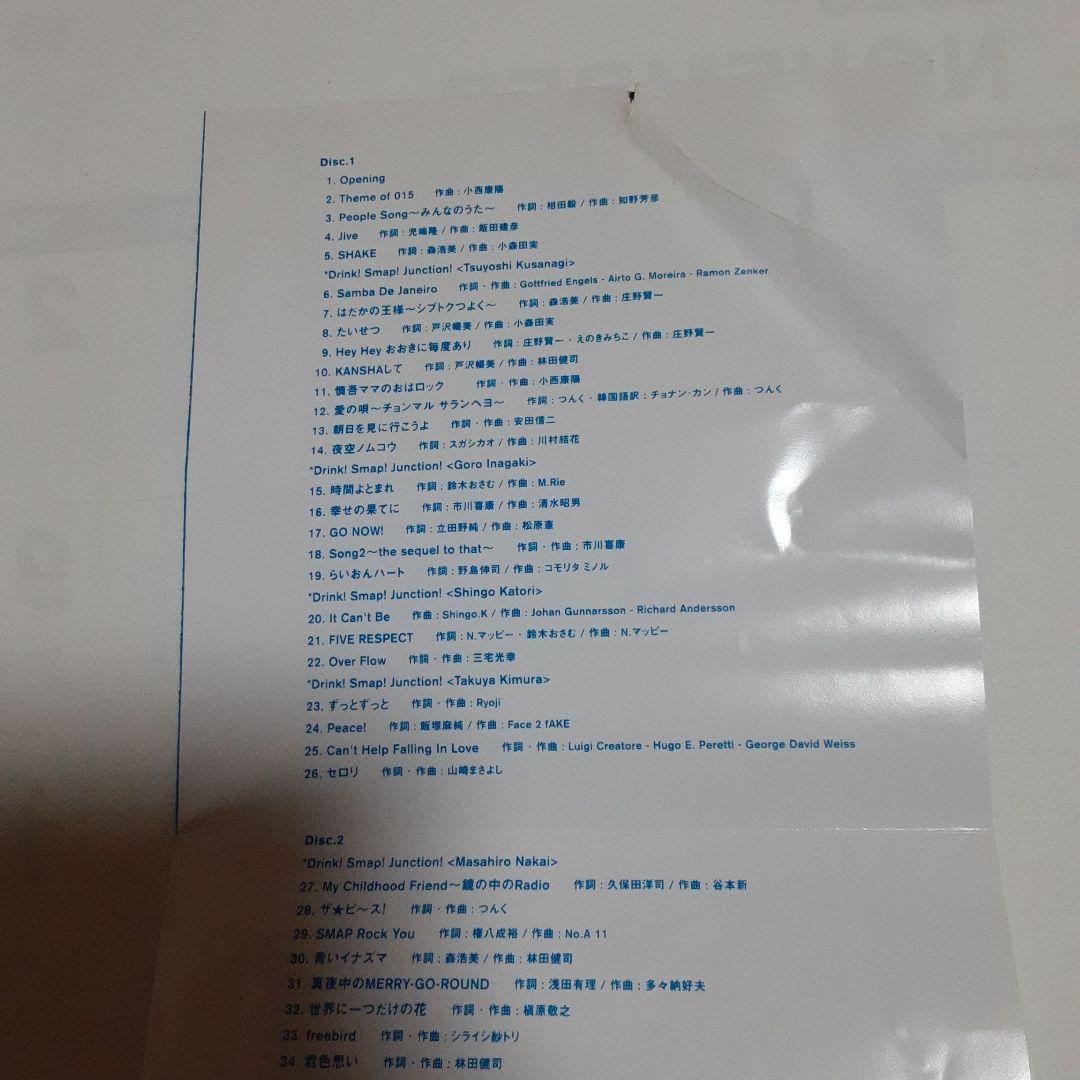 Disc.1
1. Opening
2. Theme of 015 作曲:小西康陽
3. People Song〜みんなのうた〜 作詞:相田毅 / 作曲:知野芳彦
4. Jive 作詞:児嶋隆 / 作曲:飯田建彦
5. SHAKE 作詞:森浩美 / 作曲:小森田実
*Drink! Smap! Junction! <Tsuyoshi Kusanagi>
6. Samba De Janeiro 作詞・作曲:Gottfried Engels - Airto G. Moreira - Ramon Zenker
7. はだかの王様〜シブトクつよく〜 作詞:森浩美 / 作曲:庄野賢一
8. たいせつ 作詞:戸沢暢美 / 作曲:小森田実
9. Hey Hey おおきに毎度あり 作詞:庄野賢一・えのきみちこ / 作曲:庄野賢一
10. KANSHAして 作詞:戸沢暢美 / 作曲:林田健司
11. 慎吾ママのおはロック 作詞・作曲:小西康陽
12. 愛の唄〜チョンマル サランヘヨ〜 作詞:つんく・韓国語訳:チョナン・カン / 作曲:つんく
13. 朝日を見に行こうよ 作詞・作曲:安田信二
14. 夜空ノムコウ 作詞:スガシカオ / 作曲:川村結花
*Drink! Smap! Junction! <Goro Inagaki>
15. 時間よとまれ 作詞:鈴木おさむ / 作曲:M.Rie
16. 幸せの果てに 作詞:市川喜康 / 作曲:清水昭男
17. GO NOW! 作詞:立田野純 / 作曲:松原憲
18. Song2〜the sequel to that〜 作詞・作曲:市川喜康
19. らいおんハート 作詞:野島伸司 / 作曲:コモリタ ミノル
*Drink! Smap! Junction! <Shingo Katori>
20. It Can't Be 作曲:Shingo.K / 作曲:Johan Gunnarsson - Richard Andersson
21. FIVE RESPECT 作詞:N.マッピー・鈴木おさむ / 作曲:N.マッピー
22. Over Flow 作詞・作曲:三宅光幸
*Drink! Smap! Junction! <Takuya Kimura>
23. ずっとずっと 作詞・作曲:Ryoji
24. Peace! 作詞:飯塚麻純 / 作曲:Face 2 fAKE
25. Can't Help Falling In Love 作詞・作曲:Luigi Creatore - Hugo E. Peretti - George David Weiss
26. セロリ 作詞・作曲:山崎まさよし
Disc.2
*Drink! Smap! Junction! <Masahiro Nakai>
27. My Childhood Friend〜鏡の中のRadio 作詞:久保田洋司 / 作曲:谷本新
28. ザ★ピ〜ス! 作詞・作曲:つんく
29. SMAP Rock You 作詞:権八成裕 / 作曲:No.A 11
30. 青いイナズマ 作詞:森浩美 / 作曲:林田健司
31. 真夜中のMERRY-GO-ROUND 作詞:浅田有理 / 作曲:多々納好夫
32. 世界に一つだけの花 作詞・作曲:槇原敬之
33. freebird 作詞・作曲:シライシ紗トリ
34. 君色思い 作詞・作曲:林田健司